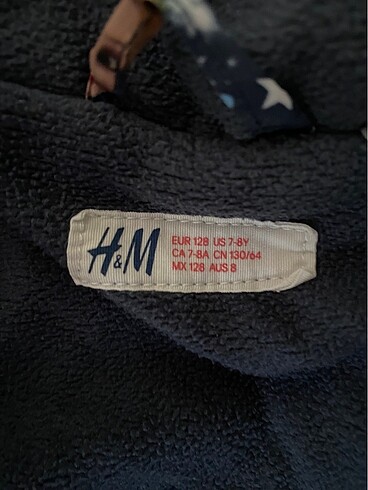 H&M
EUR 128 US 7-8Y
CA 7-8A CN 130/64
MX 128 AUS 8